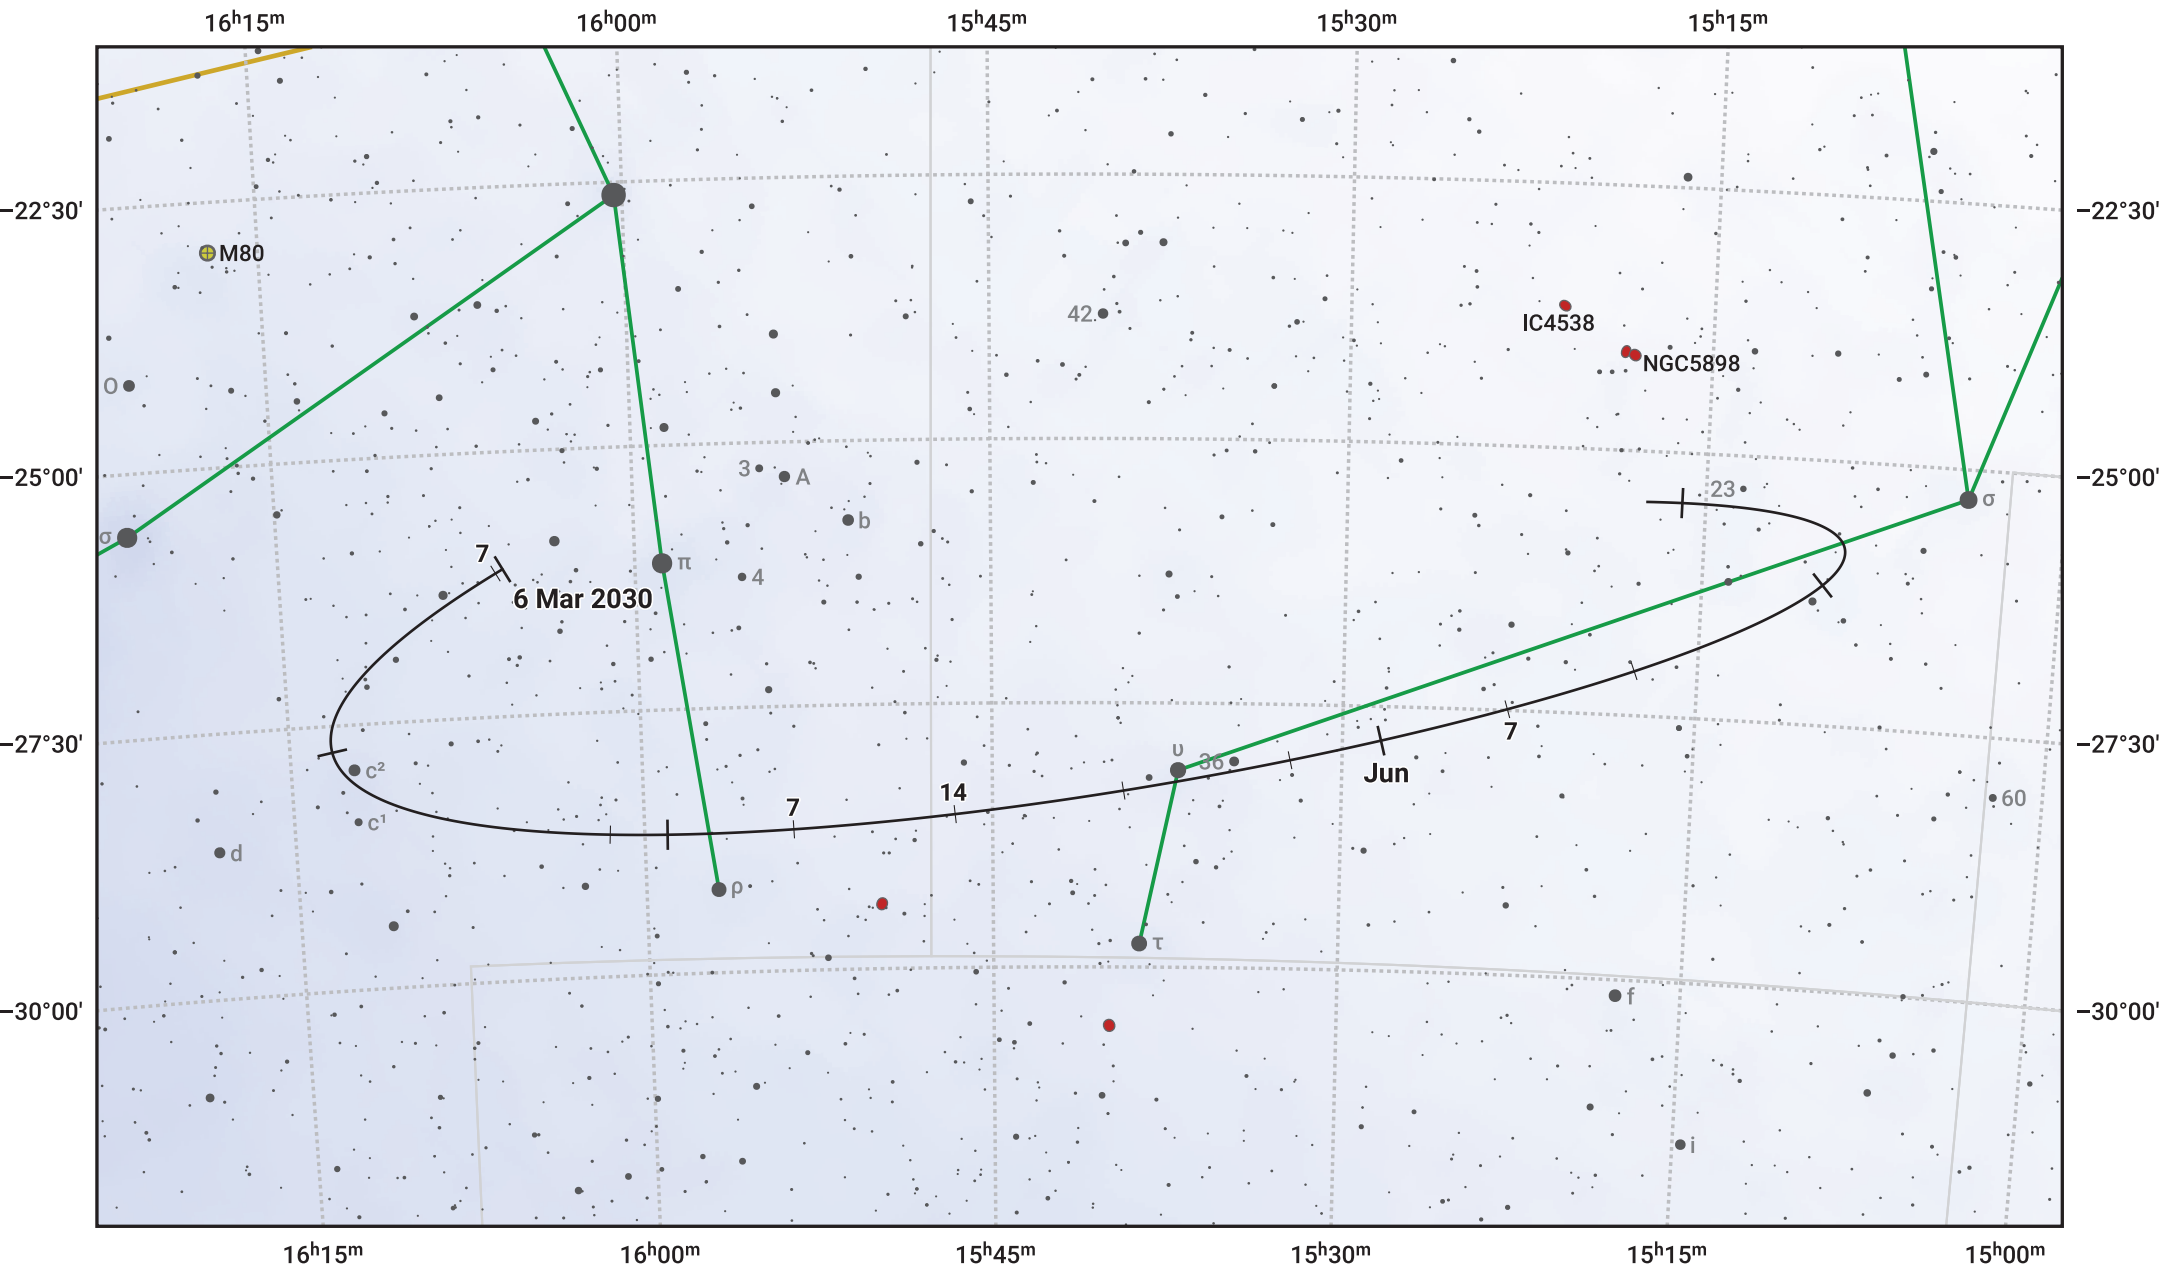 16ʰ15ᵐ 16ʰ00ᵐ 15ʰ45ᵐ 15ʰ30ᵐ 15ʰ15ᵐ
−22°30' −22°30'
M80
42
IC4538
NGC5898
O
−25°00' −25°00'
3 A
23
σ
b
σ
7
π 4
6 Mar 2030
−27°30' −27°30'
7
υ 36
c²
Jun
14
60
7
c¹
d
ρ
τ
f
−30°00' −30°00'
i
16ʰ15ᵐ 16ʰ00ᵐ 15ʰ45ᵐ 15ʰ30ᵐ 15ʰ15ᵐ 15ʰ00ᵐ